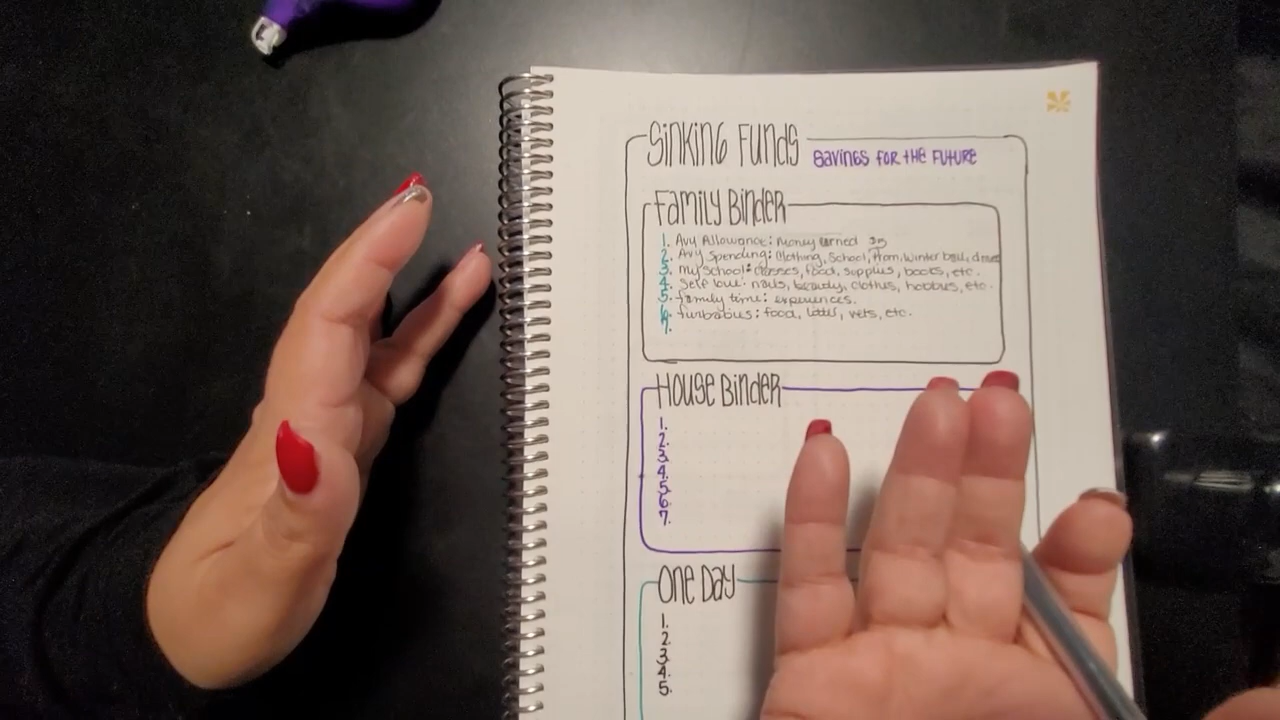 Sinking Funds Savings for the Future
Family Binder
1. Avy Allowance: Money Earned
2. Avy Spending: Clothing, School, Prom, Winter ball,
3. My School: classes, food, supplies, books, etc.
4. Self love: nails, beauty, clothes, hobbies, etc.
5. family time: experiences.
6. furbabies: food, litter, vets, etc.
7.
House Binder
1.
2.
3.
4.
5.
6.
7.
One Day
1.
2.
3.
4.
5.